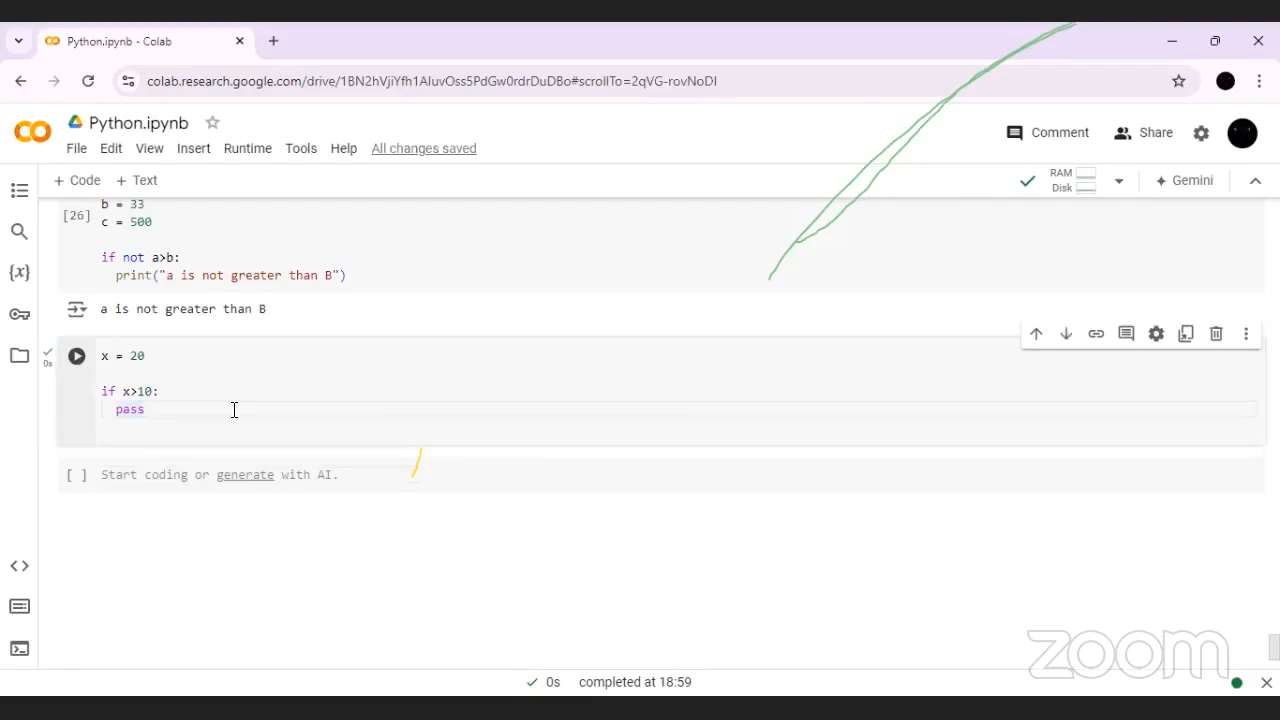 Python.ipynb - Colab
colab.research.google.com/drive/1BN2hVjiYfh1AIuvOss5PdGw0rdrDuDBo#scrollTo=2qVG-rovNoDI
Python.ipynb
Comment
Share
File Edit View Insert Runtime Tools Help All changes saved
+ Code + Text
RAM
Disk
Gemini
b = 33
[26]
c = 500
if not a>b:
print("a is not greater than B")
a is not greater than B
0s
x = 20
if x>10:
pass
[ ] Start coding or generate with AI.
zoom
0s completed at 18:59